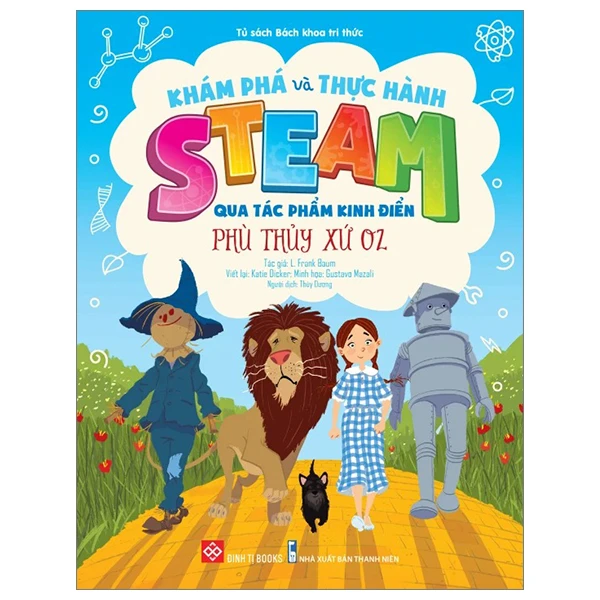 Tủ sách Bách khoa tri thức
KHÁM PHÁ và THỰC HÀNH
STEAM
QUA TÁC PHẨM KINH ĐIỂN
PHÙ THỦY XỨ OZ
Tác giả: L. Frank Baum
Viết lại: Katie Dicker; Minh họa: Gustavo Mazali
Người dịch: Thùy Dương
ĐINH TỊ BOOKS
NHÀ XUẤT BẢN THANH NIÊN